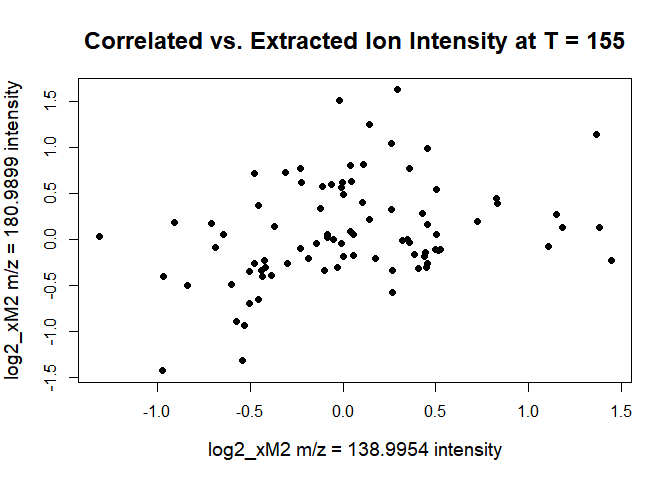 Correlated vs. Extracted Ion Intensity at T = 155
log2_xM2 m/z = 180.9899 intensity
1.5
1.0
0.5
0.0
-0.5
-1.0
-1.5
-1.0 -0.5 0.0 0.5 1.0 1.5
log2_xM2 m/z = 138.9954 intensity